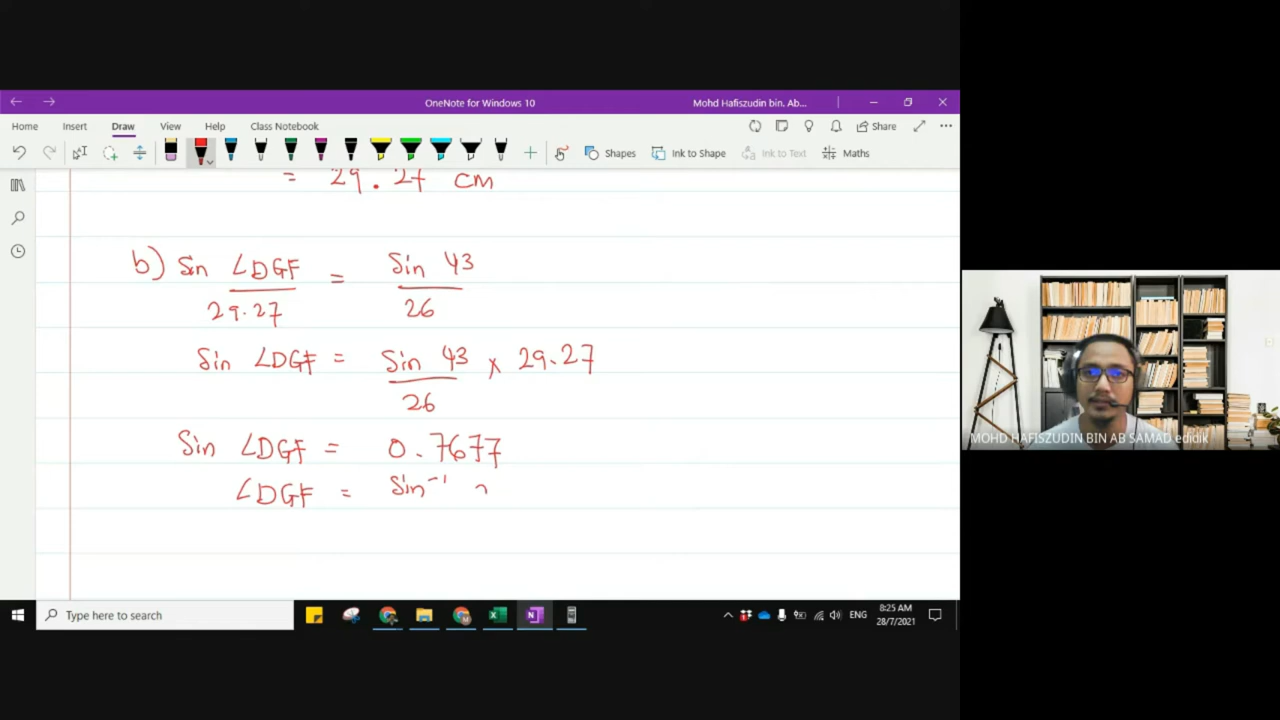 OneNote for Windows 10
Mohd Hafiszudin bin. Ab...
Home Insert Draw View Help Class Notebook Share
Shapes Ink to Shape Ink to Text Maths
= 29.27 cm
b) Sin ∠DGF = Sin 43
29.27 26
Sin ∠DGF = Sin 43 × 29.27
26
Sin ∠DGF = 0.7677
∠DGF = Sin⁻¹
MOHD HAFISZUDIN BIN AB SAMAD edidik
Type here to search
ENG
8:25 AM
28/7/2021